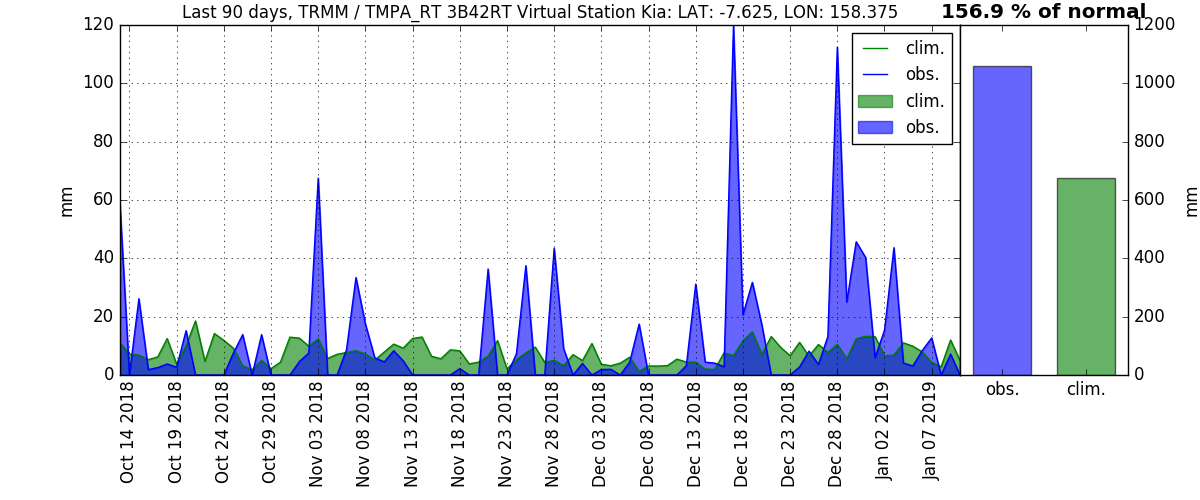 Last 90 days, TRMM / TMPA_RT 3B42RT Virtual Station Kia: LAT: -7.625, LON: 158.375
156.9 % of normal
120
100
80
60
40
20
0
mm
clim.
obs.
clim.
obs.
1200
1000
800
600
400
200
0
mm
Oct 14 2018
Oct 19 2018
Oct 24 2018
Oct 29 2018
Nov 03 2018
Nov 08 2018
Nov 13 2018
Nov 18 2018
Nov 23 2018
Nov 28 2018
Dec 03 2018
Dec 08 2018
Dec 13 2018
Dec 18 2018
Dec 23 2018
Dec 28 2018
Jan 02 2019
Jan 07 2019
obs.
clim.